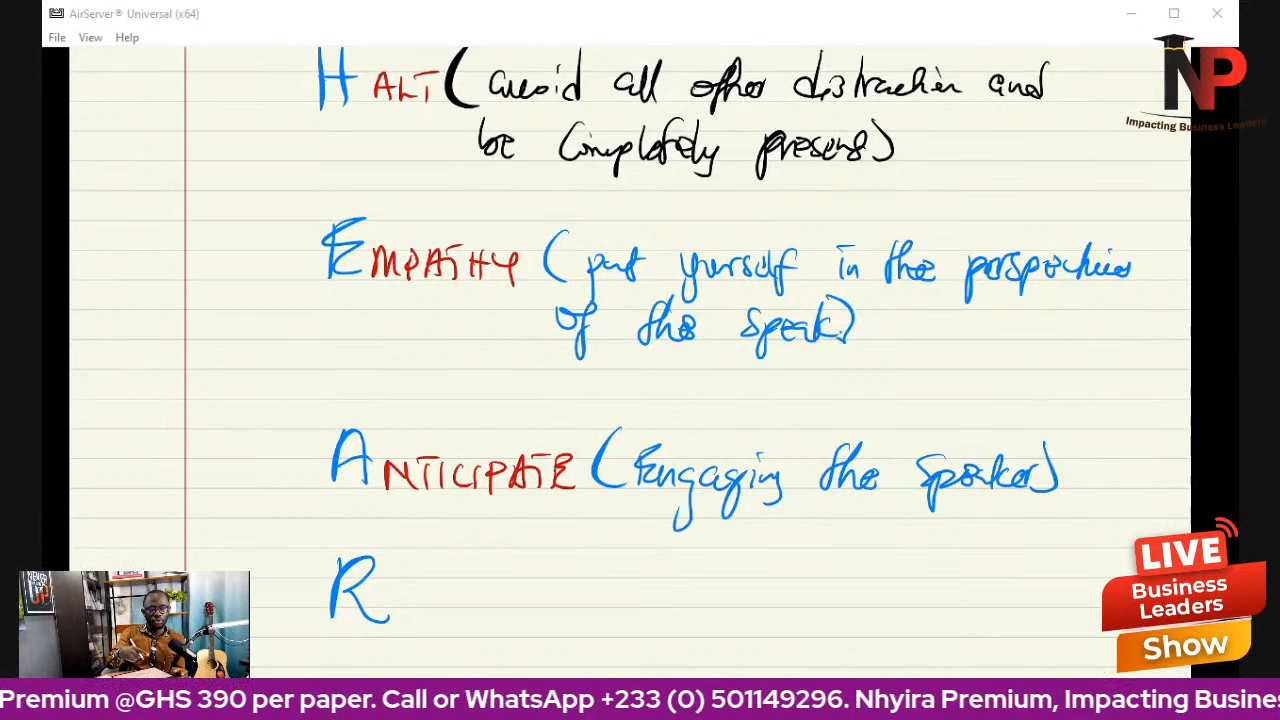 AirServer® Universal (x64)
File View Help
NP
Impacting Business Leaders
HALT (avoid all other distraction and
be completely present)
EMPATHY (put yourself in the perspective
of the speak)
ANTICIPATE (Engaging the speaker)
R
LIVE
Business
Leaders
Show
Premium @GHS 390 per paper. Call or WhatsApp +233 (0) 501149296. Nhyira Premium, Impacting Busines